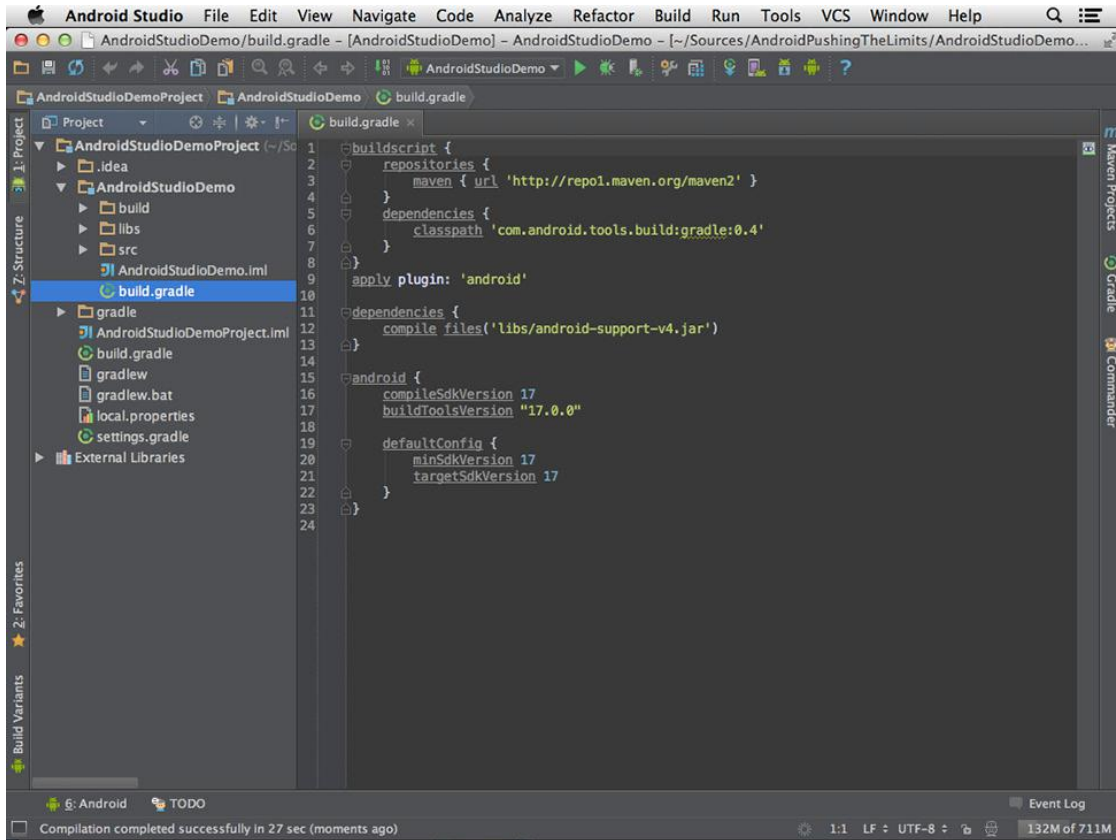 Android Studio File Edit View Navigate Code Analyze Refactor Build Run Tools VCS Window Help
AndroidStudioDemo/build.gradle – [AndroidStudioDemo] – AndroidStudioDemo – [~/Sources/AndroidPushingTheLimits/AndroidStudioDemo...
AndroidStudioDemo
AndroidStudioDemoProject AndroidStudioDemo build.gradle
Project
build.gradle
1: Project
Z: Structure
2: Favorites
Build Variants
AndroidStudioDemoProject (~/So
.idea
AndroidStudioDemo
build
libs
src
AndroidStudioDemo.iml
build.gradle
gradle
AndroidStudioDemoProject.iml
build.gradle
gradlew
gradlew.bat
local.properties
settings.gradle
External Libraries
1 buildscript {
2 repositories {
3 maven { url 'http://repo1.maven.org/maven2' }
4 }
5 dependencies {
6 classpath 'com.android.tools.build:gradle:0.4'
7 }
8 }
9 apply plugin: 'android'
10
11 dependencies {
12 compile files('libs/android-support-v4.jar')
13 }
14
15 android {
16 compileSdkVersion 17
17 buildToolsVersion "17.0.0"
18
19 defaultConfig {
20 minSdkVersion 17
21 targetSdkVersion 17
22 }
23 }
24
Maven Projects
Gradle
Commander
6: Android TODO Event Log
Compilation completed successfully in 27 sec (moments ago) 1:1 LF UTF-8 132M of 711M